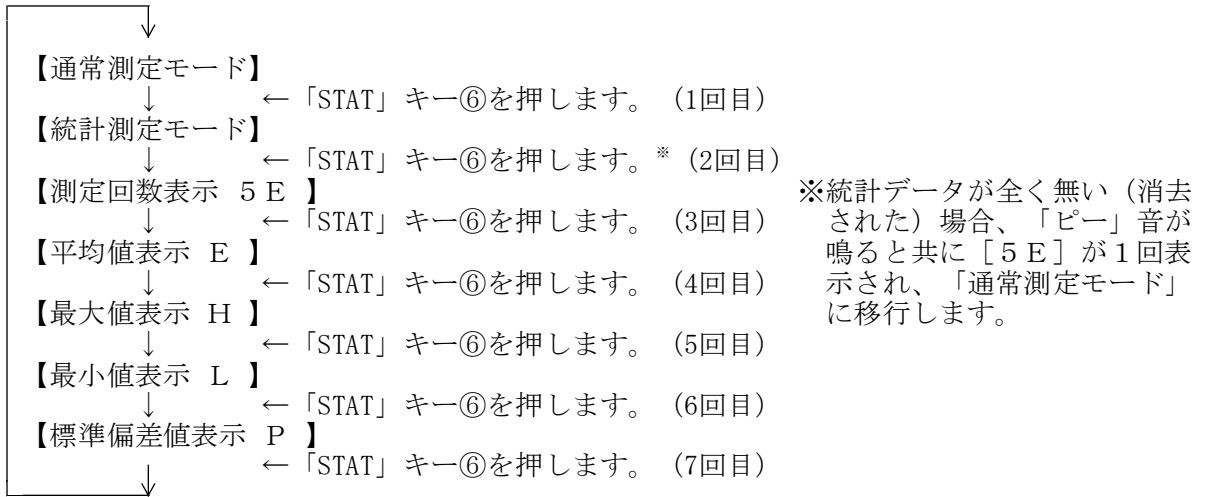 【通常測定モード】
↓ ←「STAT」キー⑥を押します。(1回目)
【統計測定モード】
↓ ←「STAT」キー⑥を押します。※(2回目)
【測定回数表示 5E 】
↓ ←「STAT」キー⑥を押します。(3回目)
【平均値表示 E 】
↓ ←「STAT」キー⑥を押します。(4回目)
【最大値表示 H 】
↓ ←「STAT」キー⑥を押します。(5回目)
【最小値表示 L 】
↓ ←「STAT」キー⑥を押します。(6回目)
【標準偏差値表示 P 】
←「STAT」キー⑥を押します。(7回目)
※統計データが全く無い（消去
された）場合、「ピー」音が
鳴ると共に［５Ｅ］が１回表
示され、「通常測定モード」
に移行します。